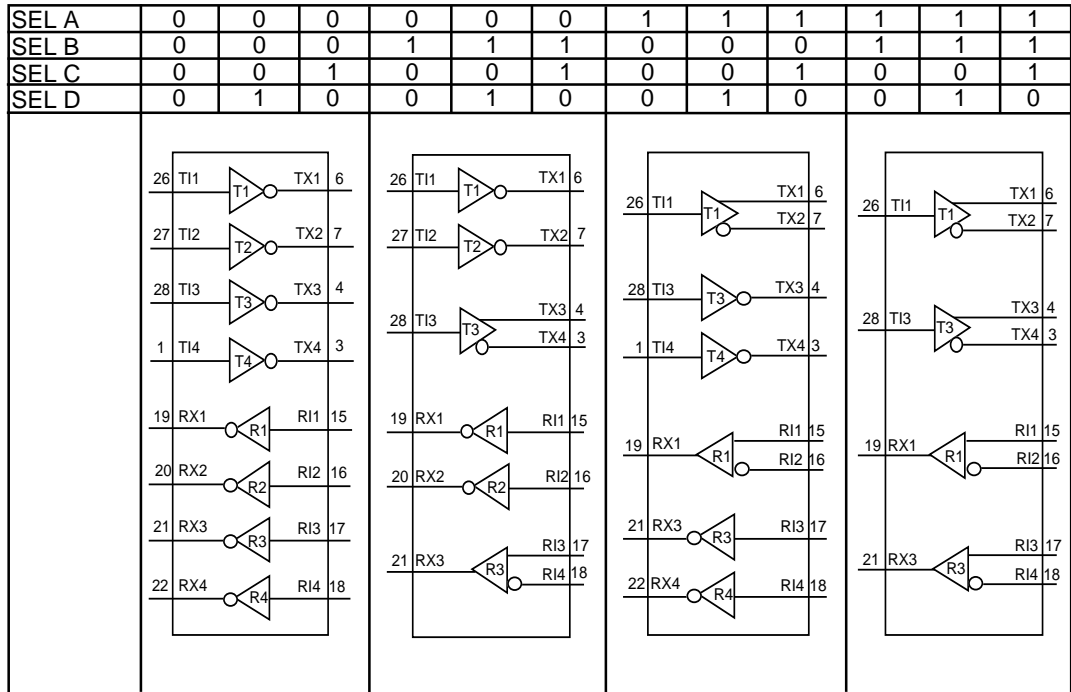 SEL A 0 0 0 0 0 0 1 1 1 1 1 1
SEL B 0 0 0 1 1 1 0 0 0 1 1 1
SEL C 0 0 1 0 0 1 0 0 1 0 0 1
SEL D 0 1 0 0 1 0 0 1 0 0 1 0
26 TI1 T1 TX1 6
27 TI2 T2 TX2 7
28 TI3 T3 TX3 4
1 TI4 T4 TX4 3
19 RX1 R1 RI1 15
20 RX2 R2 RI2 16
21 RX3 R3 RI3 17
22 RX4 R4 RI4 18
26 TI1 T1 TX1 6
27 TI2 T2 TX2 7
28 TI3 T3 TX3 4
TX4 3
19 RX1 R1 RI1 15
20 RX2 R2 RI2 16
21 RX3 R3 RI3 17
RI4 18
26 TI1 T1 TX1 6
TX2 7
28 TI3 T3 TX3 4
1 TI4 T4 TX4 3
19 RX1 R1 RI1 15
RI2 16
21 RX3 R3 RI3 17
22 RX4 R4 RI4 18
26 TI1 T1 TX1 6
TX2 7
28 TI3 T3 TX3 4
TX4 3
19 RX1 R1 RI1 15
RI2 16
21 RX3 R3 RI3 17
RI4 18